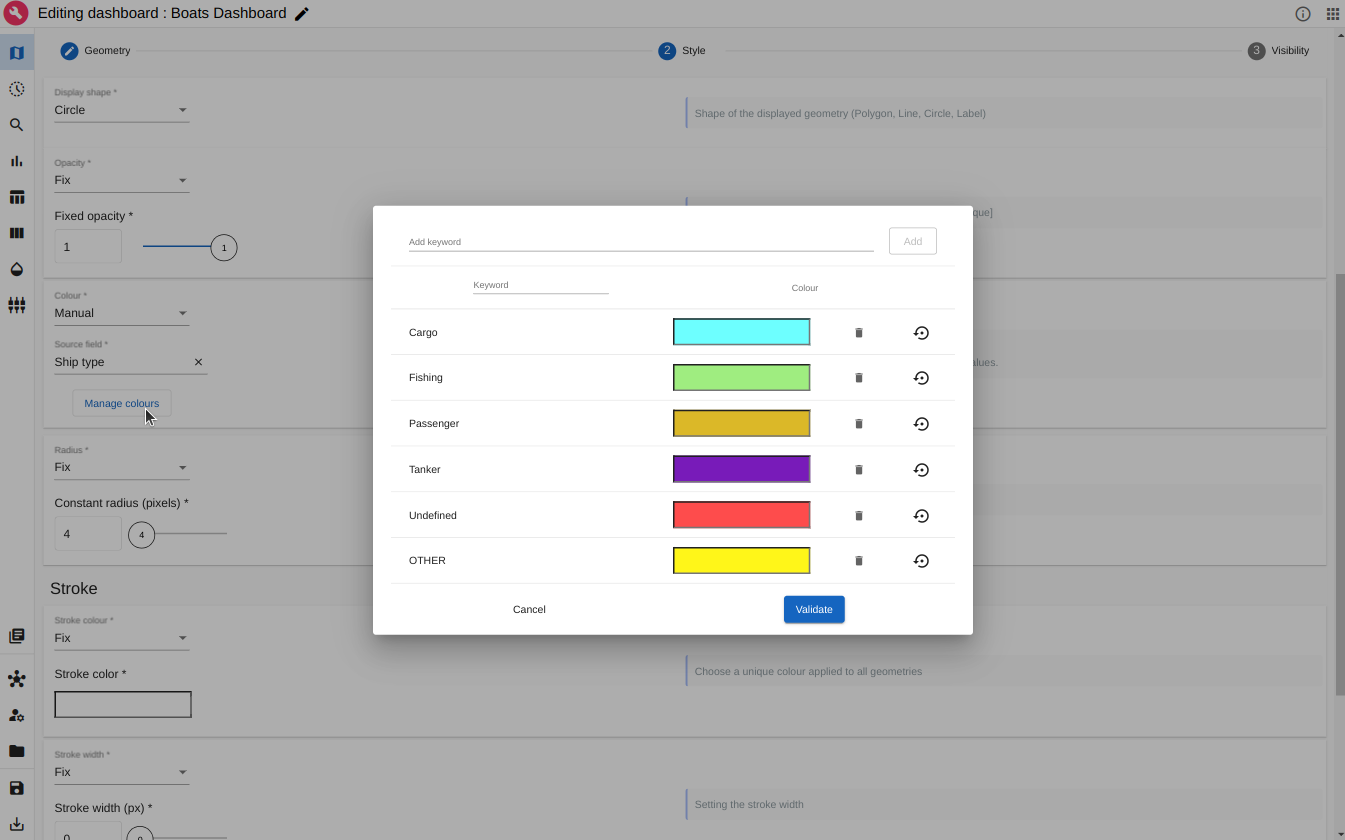 Editing dashboard : Boats Dashboard
Geometry
2 Style
3 Visibility
Display shape *
Circle
Shape of the displayed geometry (Polygon, Line, Circle, Label)
Opacity *
Fix
Fixed opacity *
1
1
que]
Colour *
Manual
Source field *
Ship type
alues.
Manage colours
Radius *
Fix
Constant radius (pixels) *
4
4
Add keyword
Add
Keyword
Colour
Cargo
Fishing
Passenger
Tanker
Undefined
OTHER
Cancel
Validate
Stroke
Stroke colour *
Fix
Choose a unique colour applied to all geometries
Stroke color *
Stroke width *
Fix
Setting the stroke width
Stroke width (px) *
0
0